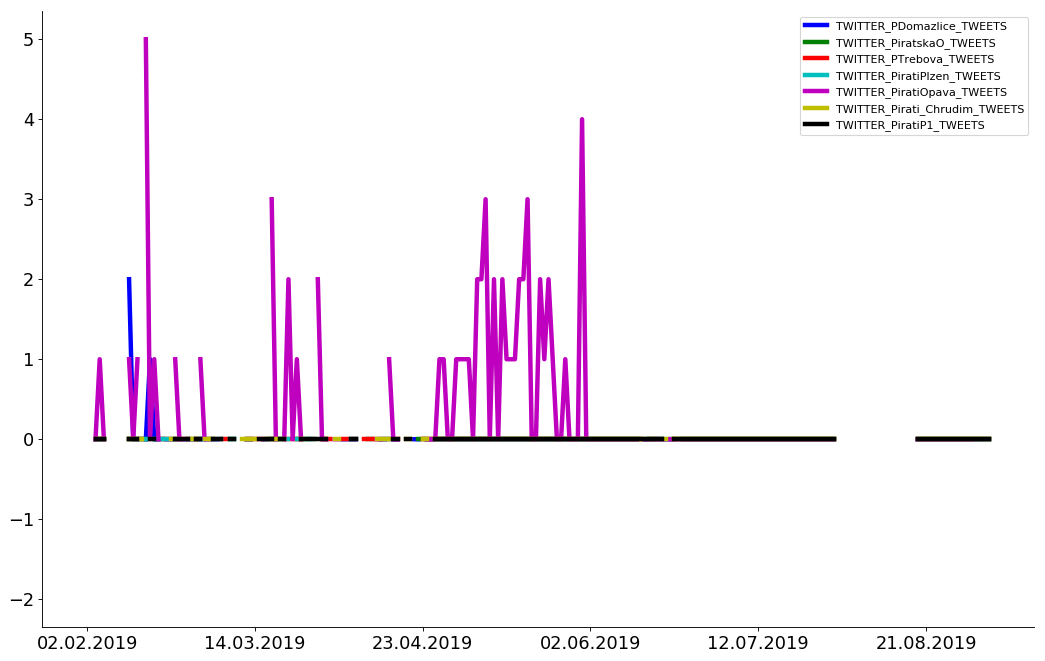 TWITTER_PDomazlice_TWEETS
TWITTER_PiratskaO_TWEETS
TWITTER_PTrebova_TWEETS
TWITTER_PiratiPlzen_TWEETS
TWITTER_PiratiOpava_TWEETS
TWITTER_Pirati_Chrudim_TWEETS
TWITTER_PiratiP1_TWEETS
5
4
3
2
1
0
−1
−2
02.02.2019 14.03.2019 23.04.2019 02.06.2019 12.07.2019 21.08.2019